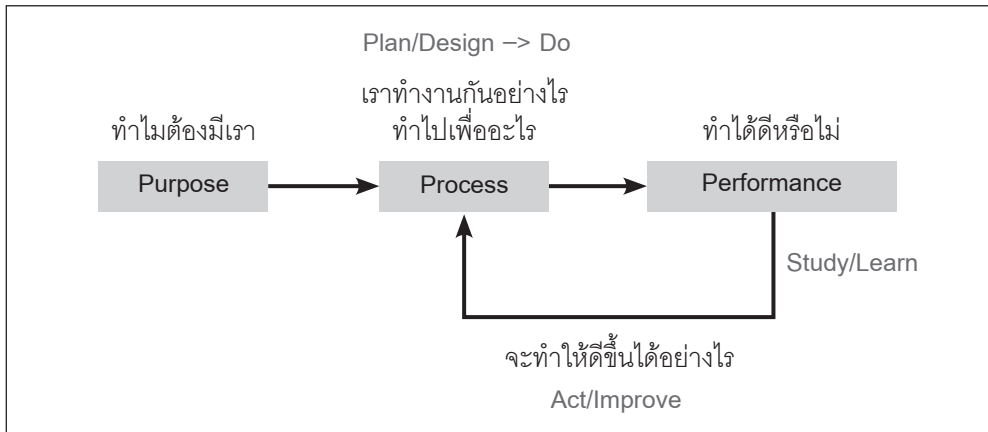 Plan/Design –> Do
เราทำงานกันอย่างไร
ทำไมต้องมีเรา
ทำไปเพื่ออะไร
ทำได้ดีหรือไม่
Purpose
Process
Performance
Study/Learn
จะทำให้ดีขึ้นได้อย่างไร
Act/Improve